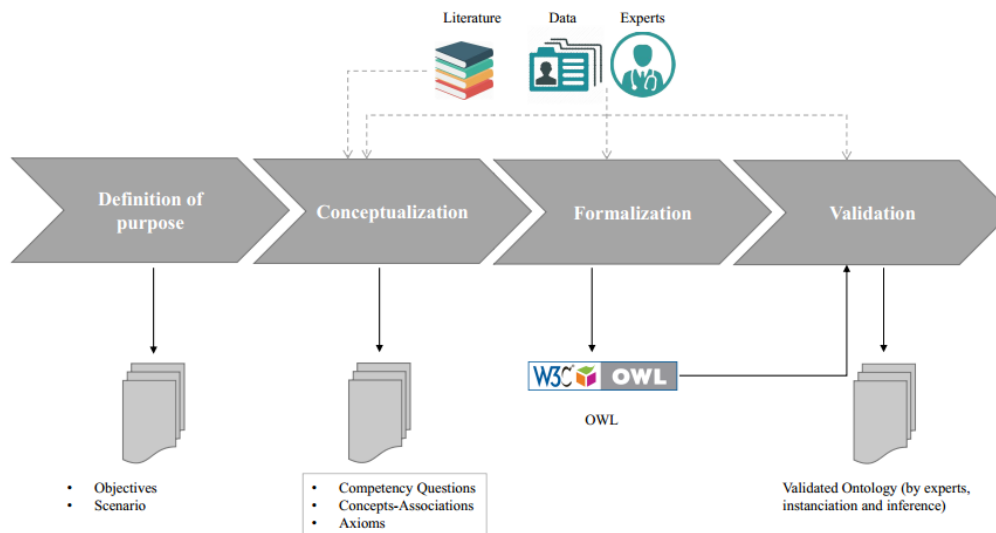 Literature
Data
Experts
Definition of
purpose
Conceptualization
Formalization
Validation
W3C
OWL
OWL
• Objectives
• Scenario
• Competency Questions
• Concepts-Associations
• Axioms
Validated Ontology (by experts,
instanciation and inference)